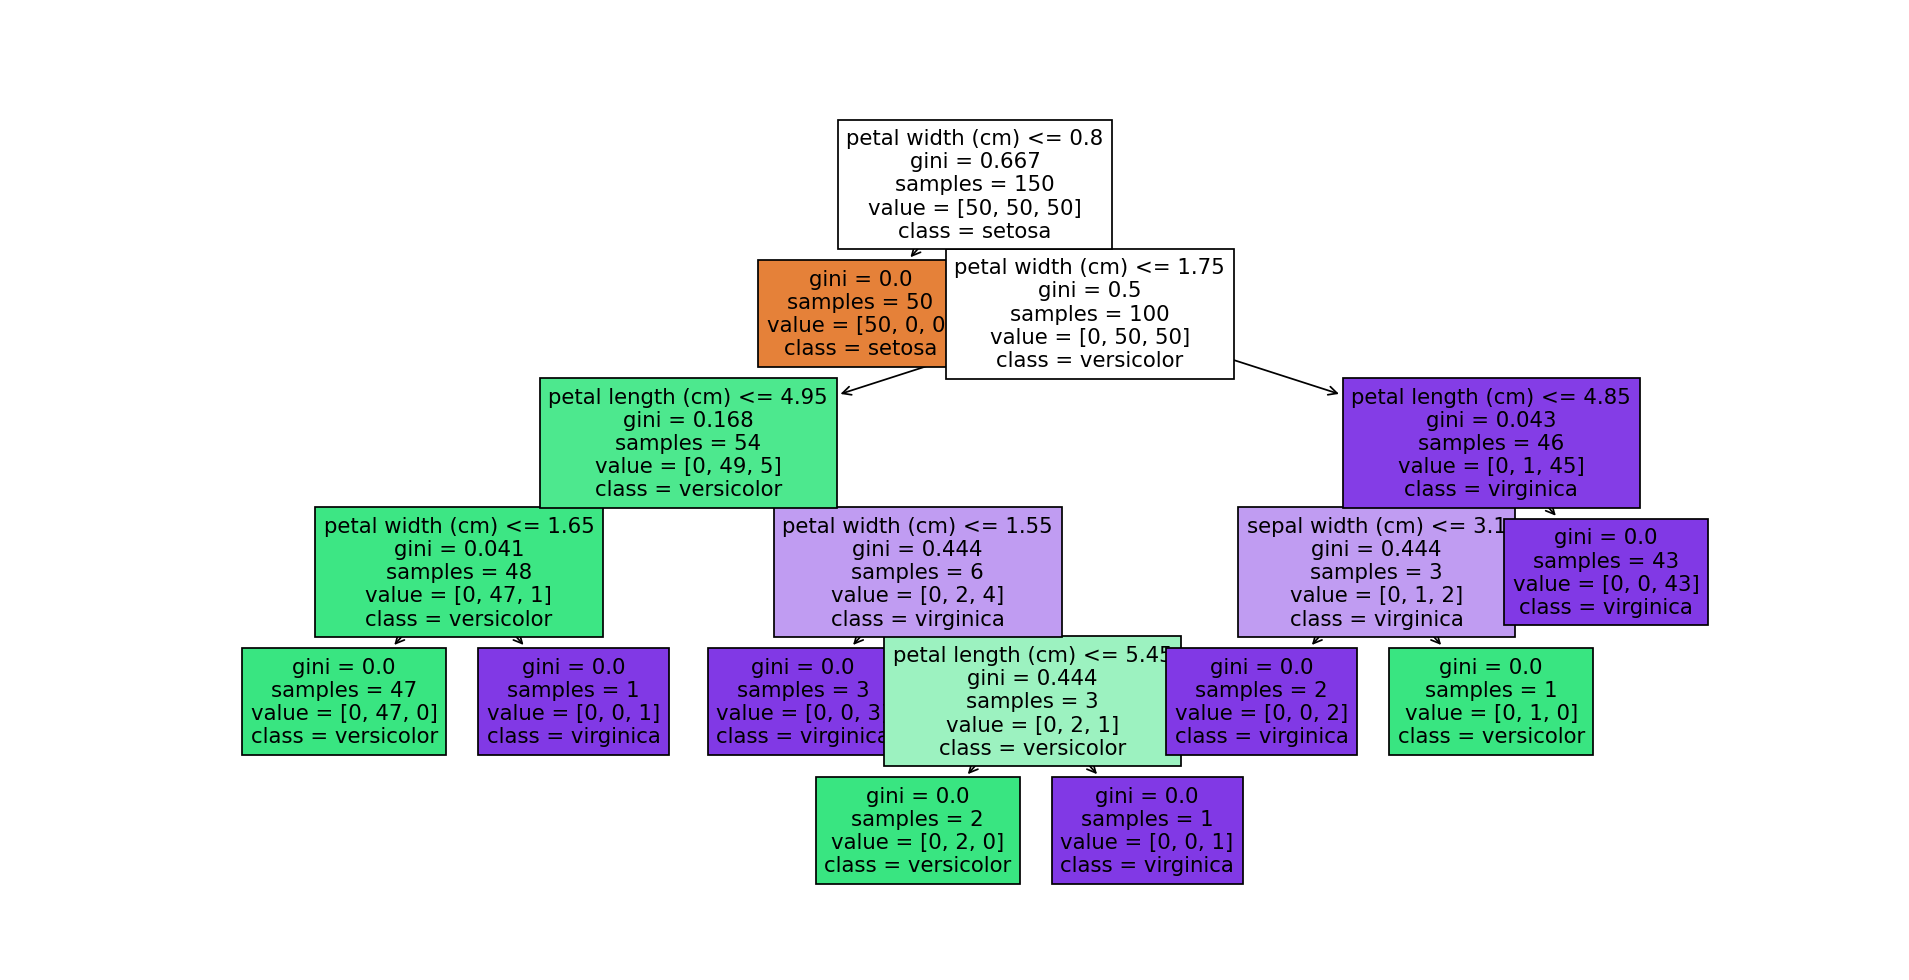 petal width (cm) <= 0.8
gini = 0.667
samples = 150
value = [50, 50, 50]
class = setosa
gini = 0.0
samples = 50
value = [50, 0, 0
class = setosa
petal width (cm) <= 1.75
gini = 0.5
samples = 100
value = [0, 50, 50]
class = versicolor
petal length (cm) <= 4.95
gini = 0.168
samples = 54
value = [0, 49, 5]
class = versicolor
petal length (cm) <= 4.85
gini = 0.043
samples = 46
value = [0, 1, 45]
class = virginica
petal width (cm) <= 1.65
gini = 0.041
samples = 48
value = [0, 47, 1]
class = versicolor
petal width (cm) <= 1.55
gini = 0.444
samples = 6
value = [0, 2, 4]
class = virginica
sepal width (cm) <= 3.1
gini = 0.444
samples = 3
value = [0, 1, 2]
class = virginica
gini = 0.0
samples = 43
value = [0, 0, 43]
class = virginica
gini = 0.0
samples = 47
value = [0, 47, 0]
class = versicolor
gini = 0.0
samples = 1
value = [0, 0, 1]
class = virginica
gini = 0.0
samples = 3
value = [0, 0, 3
class = virginica
petal length (cm) <= 5.45
gini = 0.444
samples = 3
value = [0, 2, 1]
class = versicolor
gini = 0.0
samples = 2
value = [0, 0, 2]
class = virginica
gini = 0.0
samples = 1
value = [0, 1, 0]
class = versicolor
gini = 0.0
samples = 2
value = [0, 2, 0]
class = versicolor
gini = 0.0
samples = 1
value = [0, 0, 1]
class = virginica